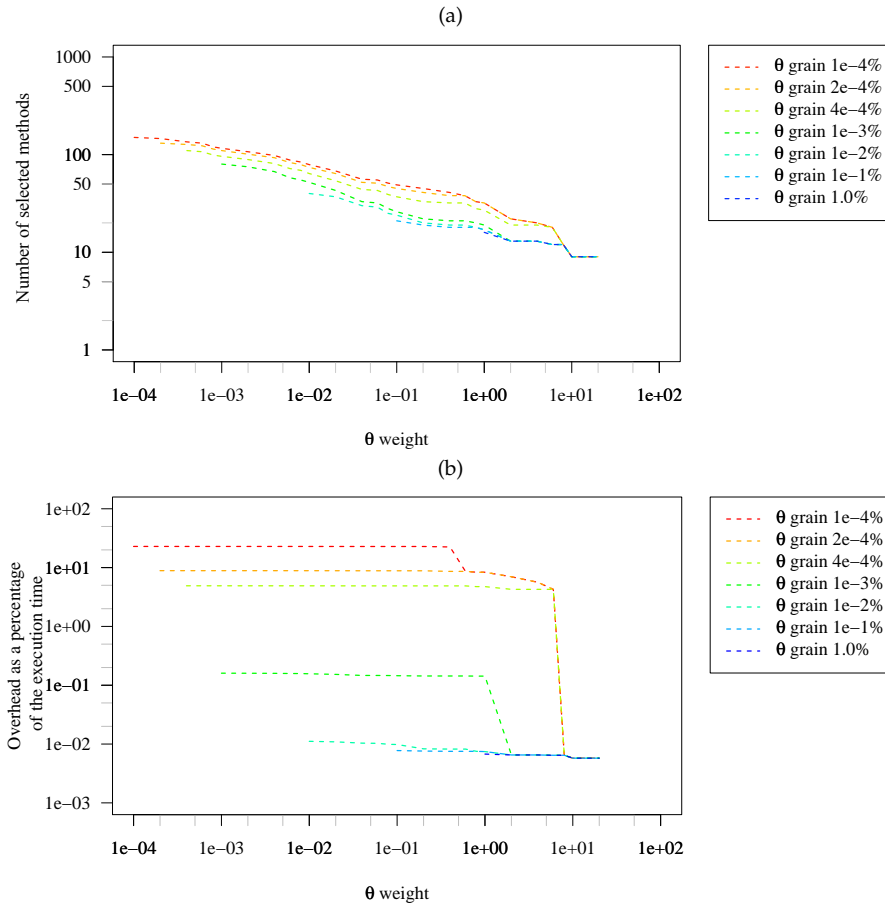 (a)
1000
500
100
50
10
5
1
Number of selected methods
1e−04
1e−03
1e−02
1e−01
1e+00
1e+01
1e+02
θ weight
θ grain 1e−4%
θ grain 2e−4%
θ grain 4e−4%
θ grain 1e−3%
θ grain 1e−2%
θ grain 1e−1%
θ grain 1.0%
(b)
1e+02
1e+01
1e+00
1e−01
1e−02
1e−03
Overhead as a percentage
of the execution time
1e−04
1e−03
1e−02
1e−01
1e+00
1e+01
1e+02
θ weight
θ grain 1e−4%
θ grain 2e−4%
θ grain 4e−4%
θ grain 1e−3%
θ grain 1e−2%
θ grain 1e−1%
θ grain 1.0%